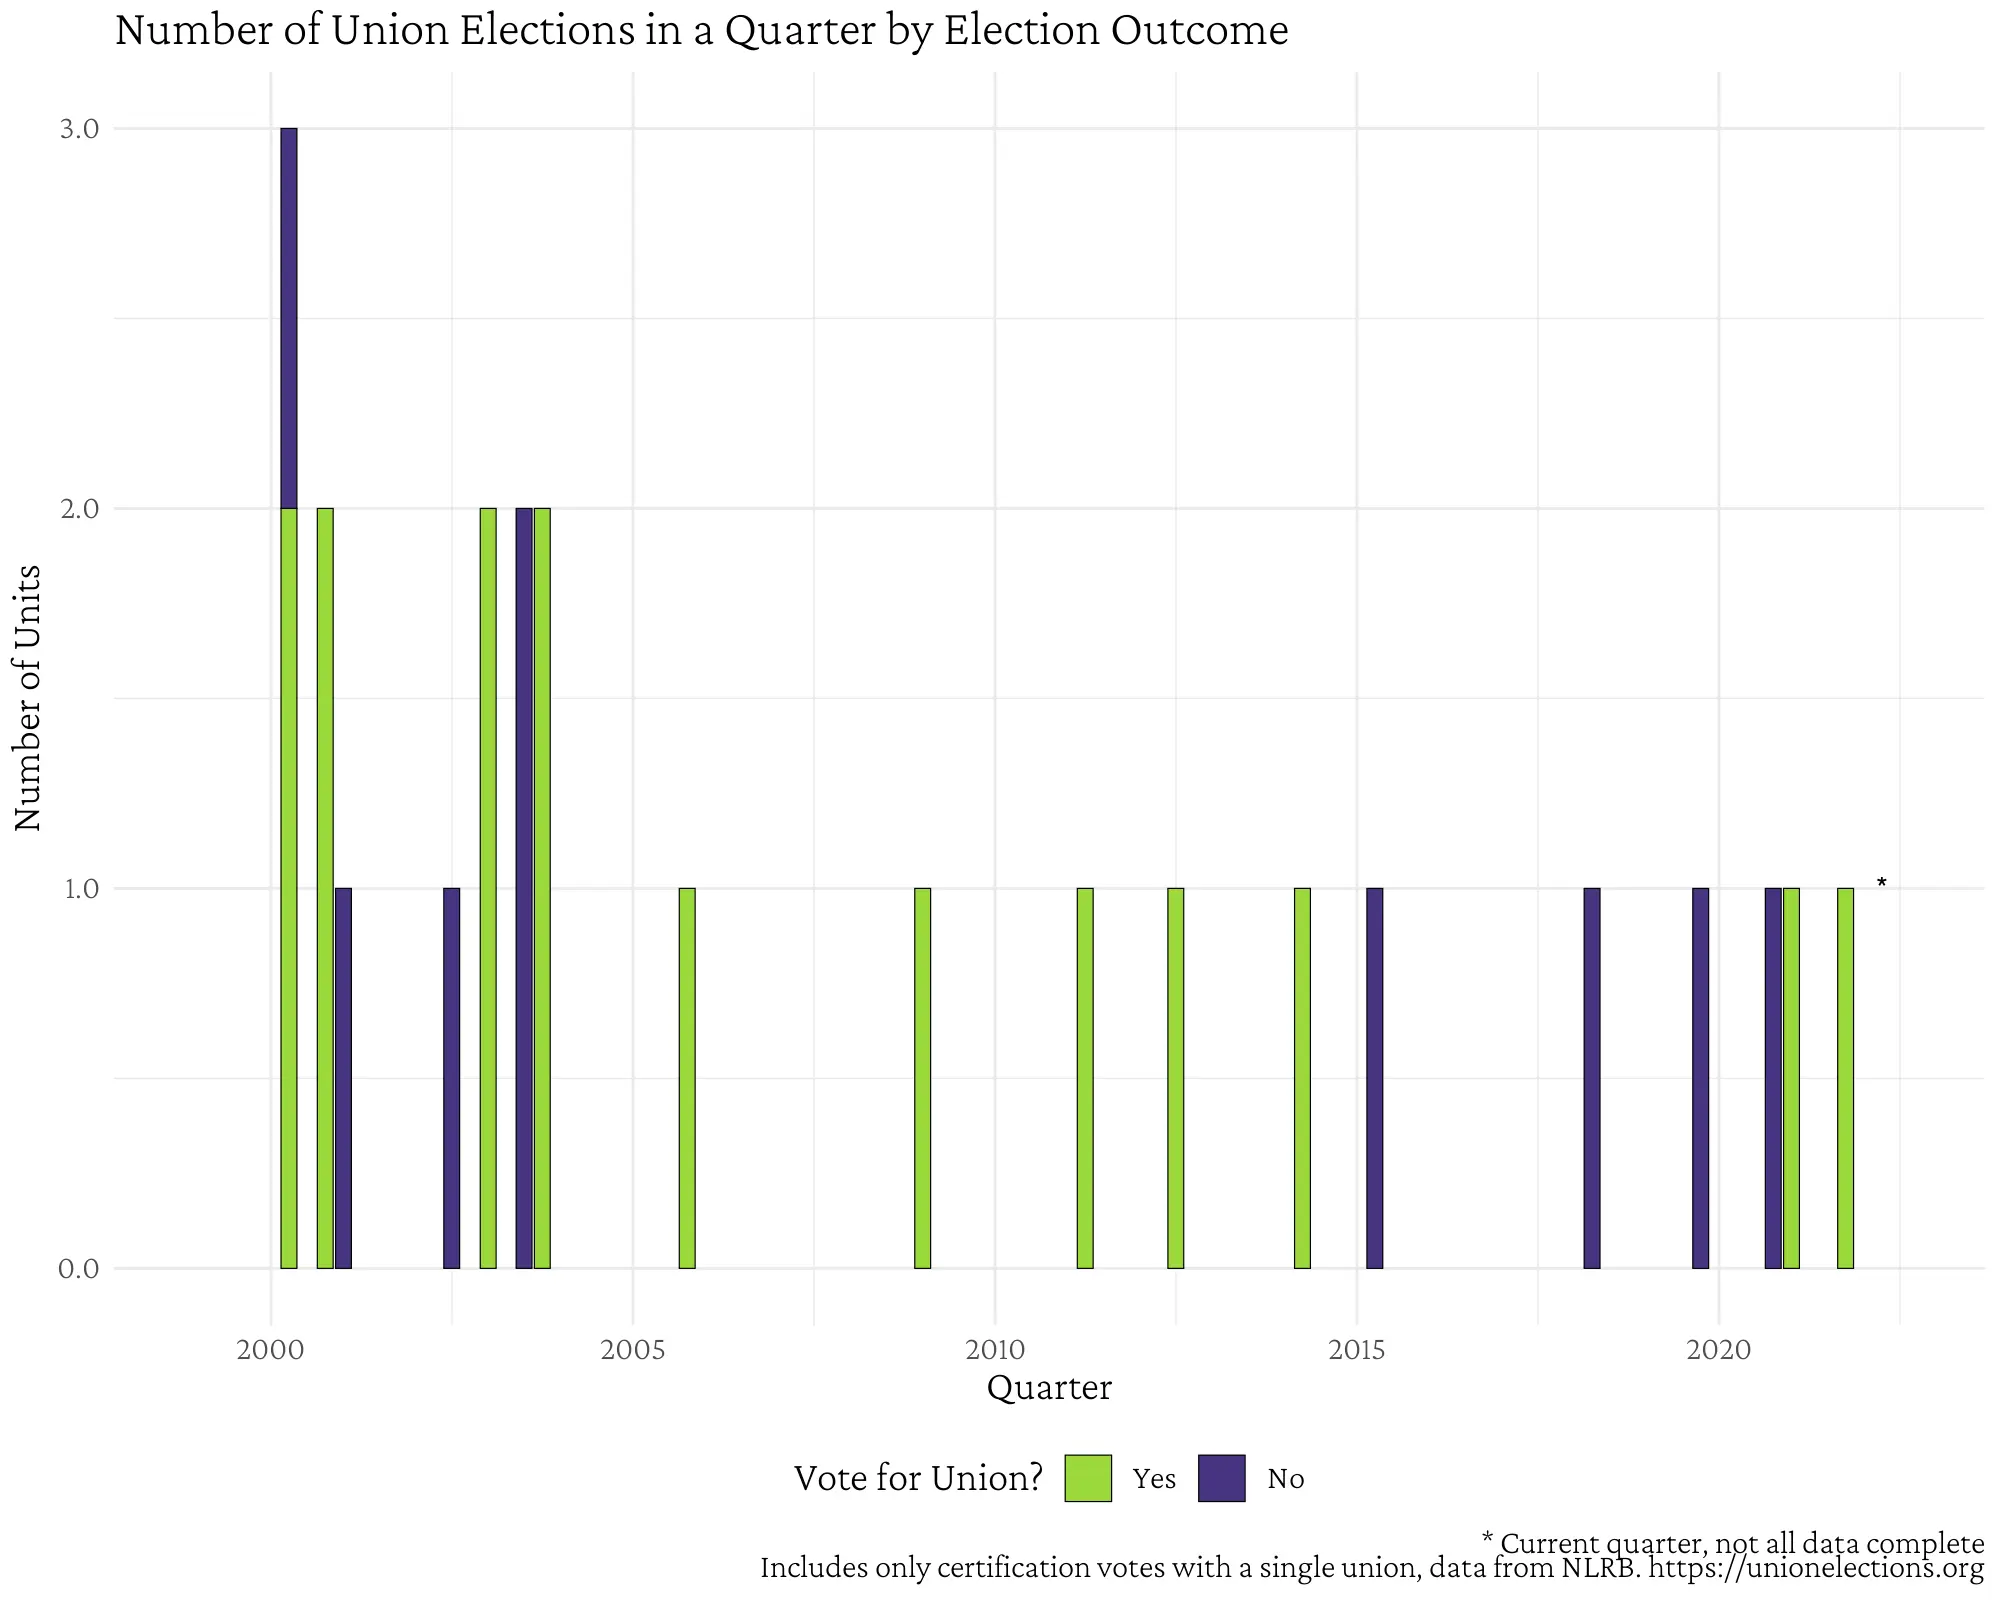 Number of Union Elections in a Quarter by Election Outcome
3.0
2.0
1.0
0.0
Number of Units
*
2000 2005 2010 2015 2020
Quarter
Vote for Union? Yes No
* Current quarter, not all data complete
Includes only certification votes with a single union, data from NLRB. https://unionelections.org